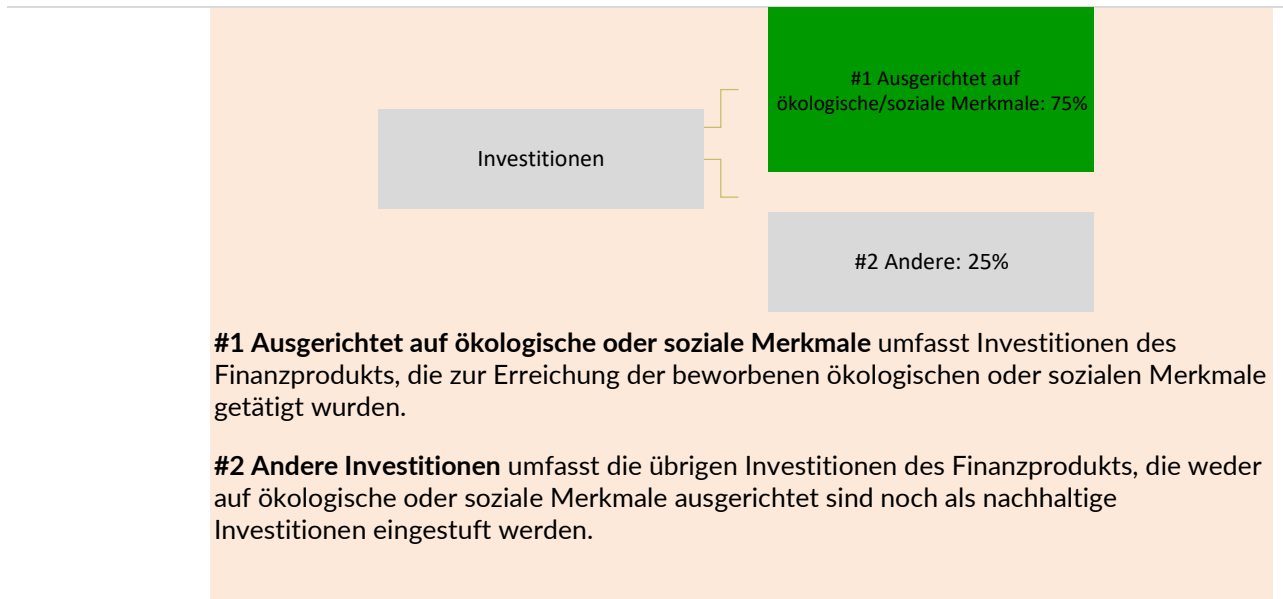 #1 Ausgerichtet auf
ökologische/soziale Merkmale: 75%
Investitionen
#2 Andere: 25%
#1 Ausgerichtet auf ökologische oder soziale Merkmale umfasst Investitionen des
Finanzprodukts, die zur Erreichung der beworbenen ökologischen oder sozialen Merkmale
getätigt wurden.
#2 Andere Investitionen umfasst die übrigen Investitionen des Finanzprodukts, die weder
auf ökologische oder soziale Merkmale ausgerichtet sind noch als nachhaltige
Investitionen eingestuft werden.